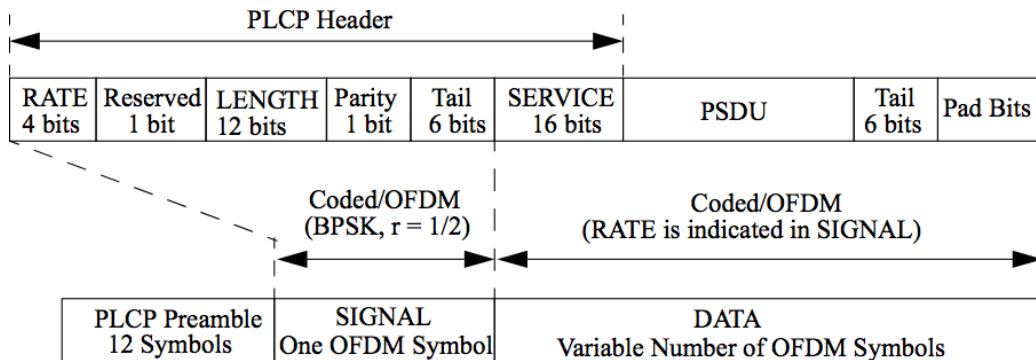 PLCP Header
RATE Reserved LENGTH Parity Tail SERVICE PSDU Tail Pad Bits
4 bits 1 bit 12 bits 1 bit 6 bits 16 bits 6 bits
Coded/OFDM Coded/OFDM
(BPSK, r = 1/2) (RATE is indicated in SIGNAL)
PLCP Preamble SIGNAL DATA
12 Symbols One OFDM Symbol Variable Number of OFDM Symbols